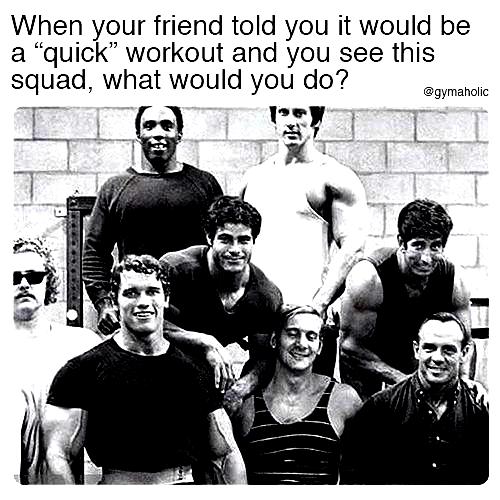 When your friend told you it would be
a “quick” workout and you see this
squad, what would you do?
@gymaholic